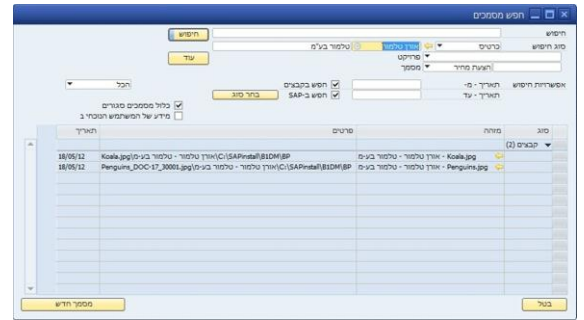 חפש מסמכים
חיפוש חיפוש
סוג חיפוש כרטיס אורן טלמור טלמור בע"מ
פרויקט עוד
הצעת מחיר מסמך
אפשרויות חיפוש תאריך - מ- חפש בקבצים הכל
תאריך - עד חפש ב-SAP בחר סוג
כלול מסמכים סגורים
מידע של המשתמש הנוכחי ב
סוג מזהה פרטים תאריך
קבצים (2)
Koala.jpg - אורן טלמור - טלמור בע-מ C:\SAPinstall\B1DM\BP\אורן טלמור - טלמור בע-מ\Koala.jpg 18/05/12
Penguins.jpg - אורן טלמור - טלמור בע-מ C:\SAPinstall\B1DM\BP\אורן טלמור - טלמור בע-מ\Penguins_DOC-17_30001.jpg 18/05/12
בטל מסמך חדש